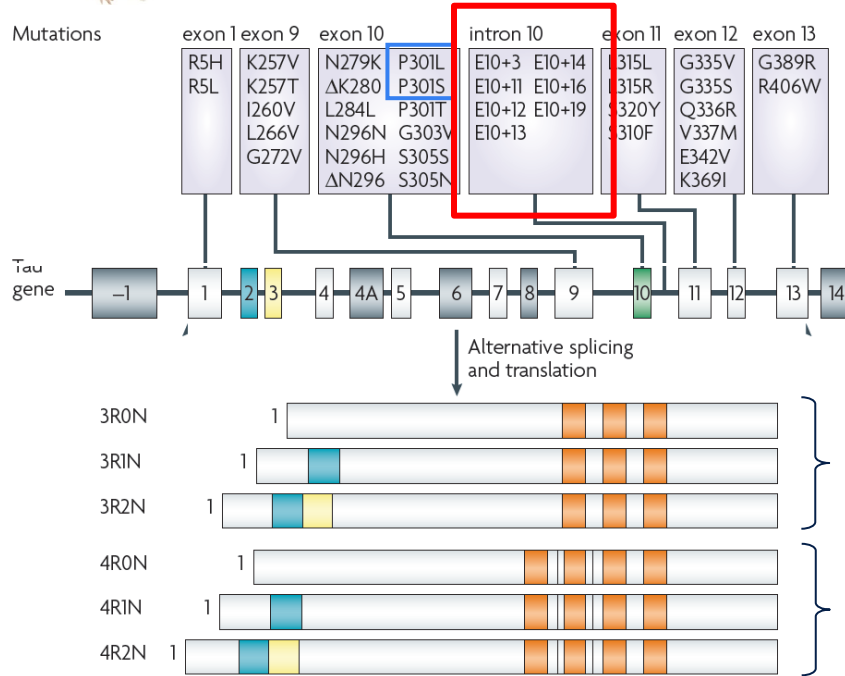 Mutations
exon 1 exon 9 exon 10 intron 10 exon 11 exon 12 exon 13
R5H K257V N279K P301L E10+3 E10+14 L315L G335V G389R
R5L K257T ΔK280 P301S E10+11 E10+16 L315R G335S R406W
I260V L284L P301T E10+12 E10+19 S320Y Q336R
L266V N296N G303V E10+13 S310F V337M
G272V N296H S305S E342V
ΔN296 S305N K369I
Tau
gene
–1 1 2 3 4 4A 5 6 7 8 9 10 11 12 13 14
Alternative splicing
and translation
3R0N 1
3R1N 1
3R2N 1
4R0N 1
4R1N 1
4R2N 1